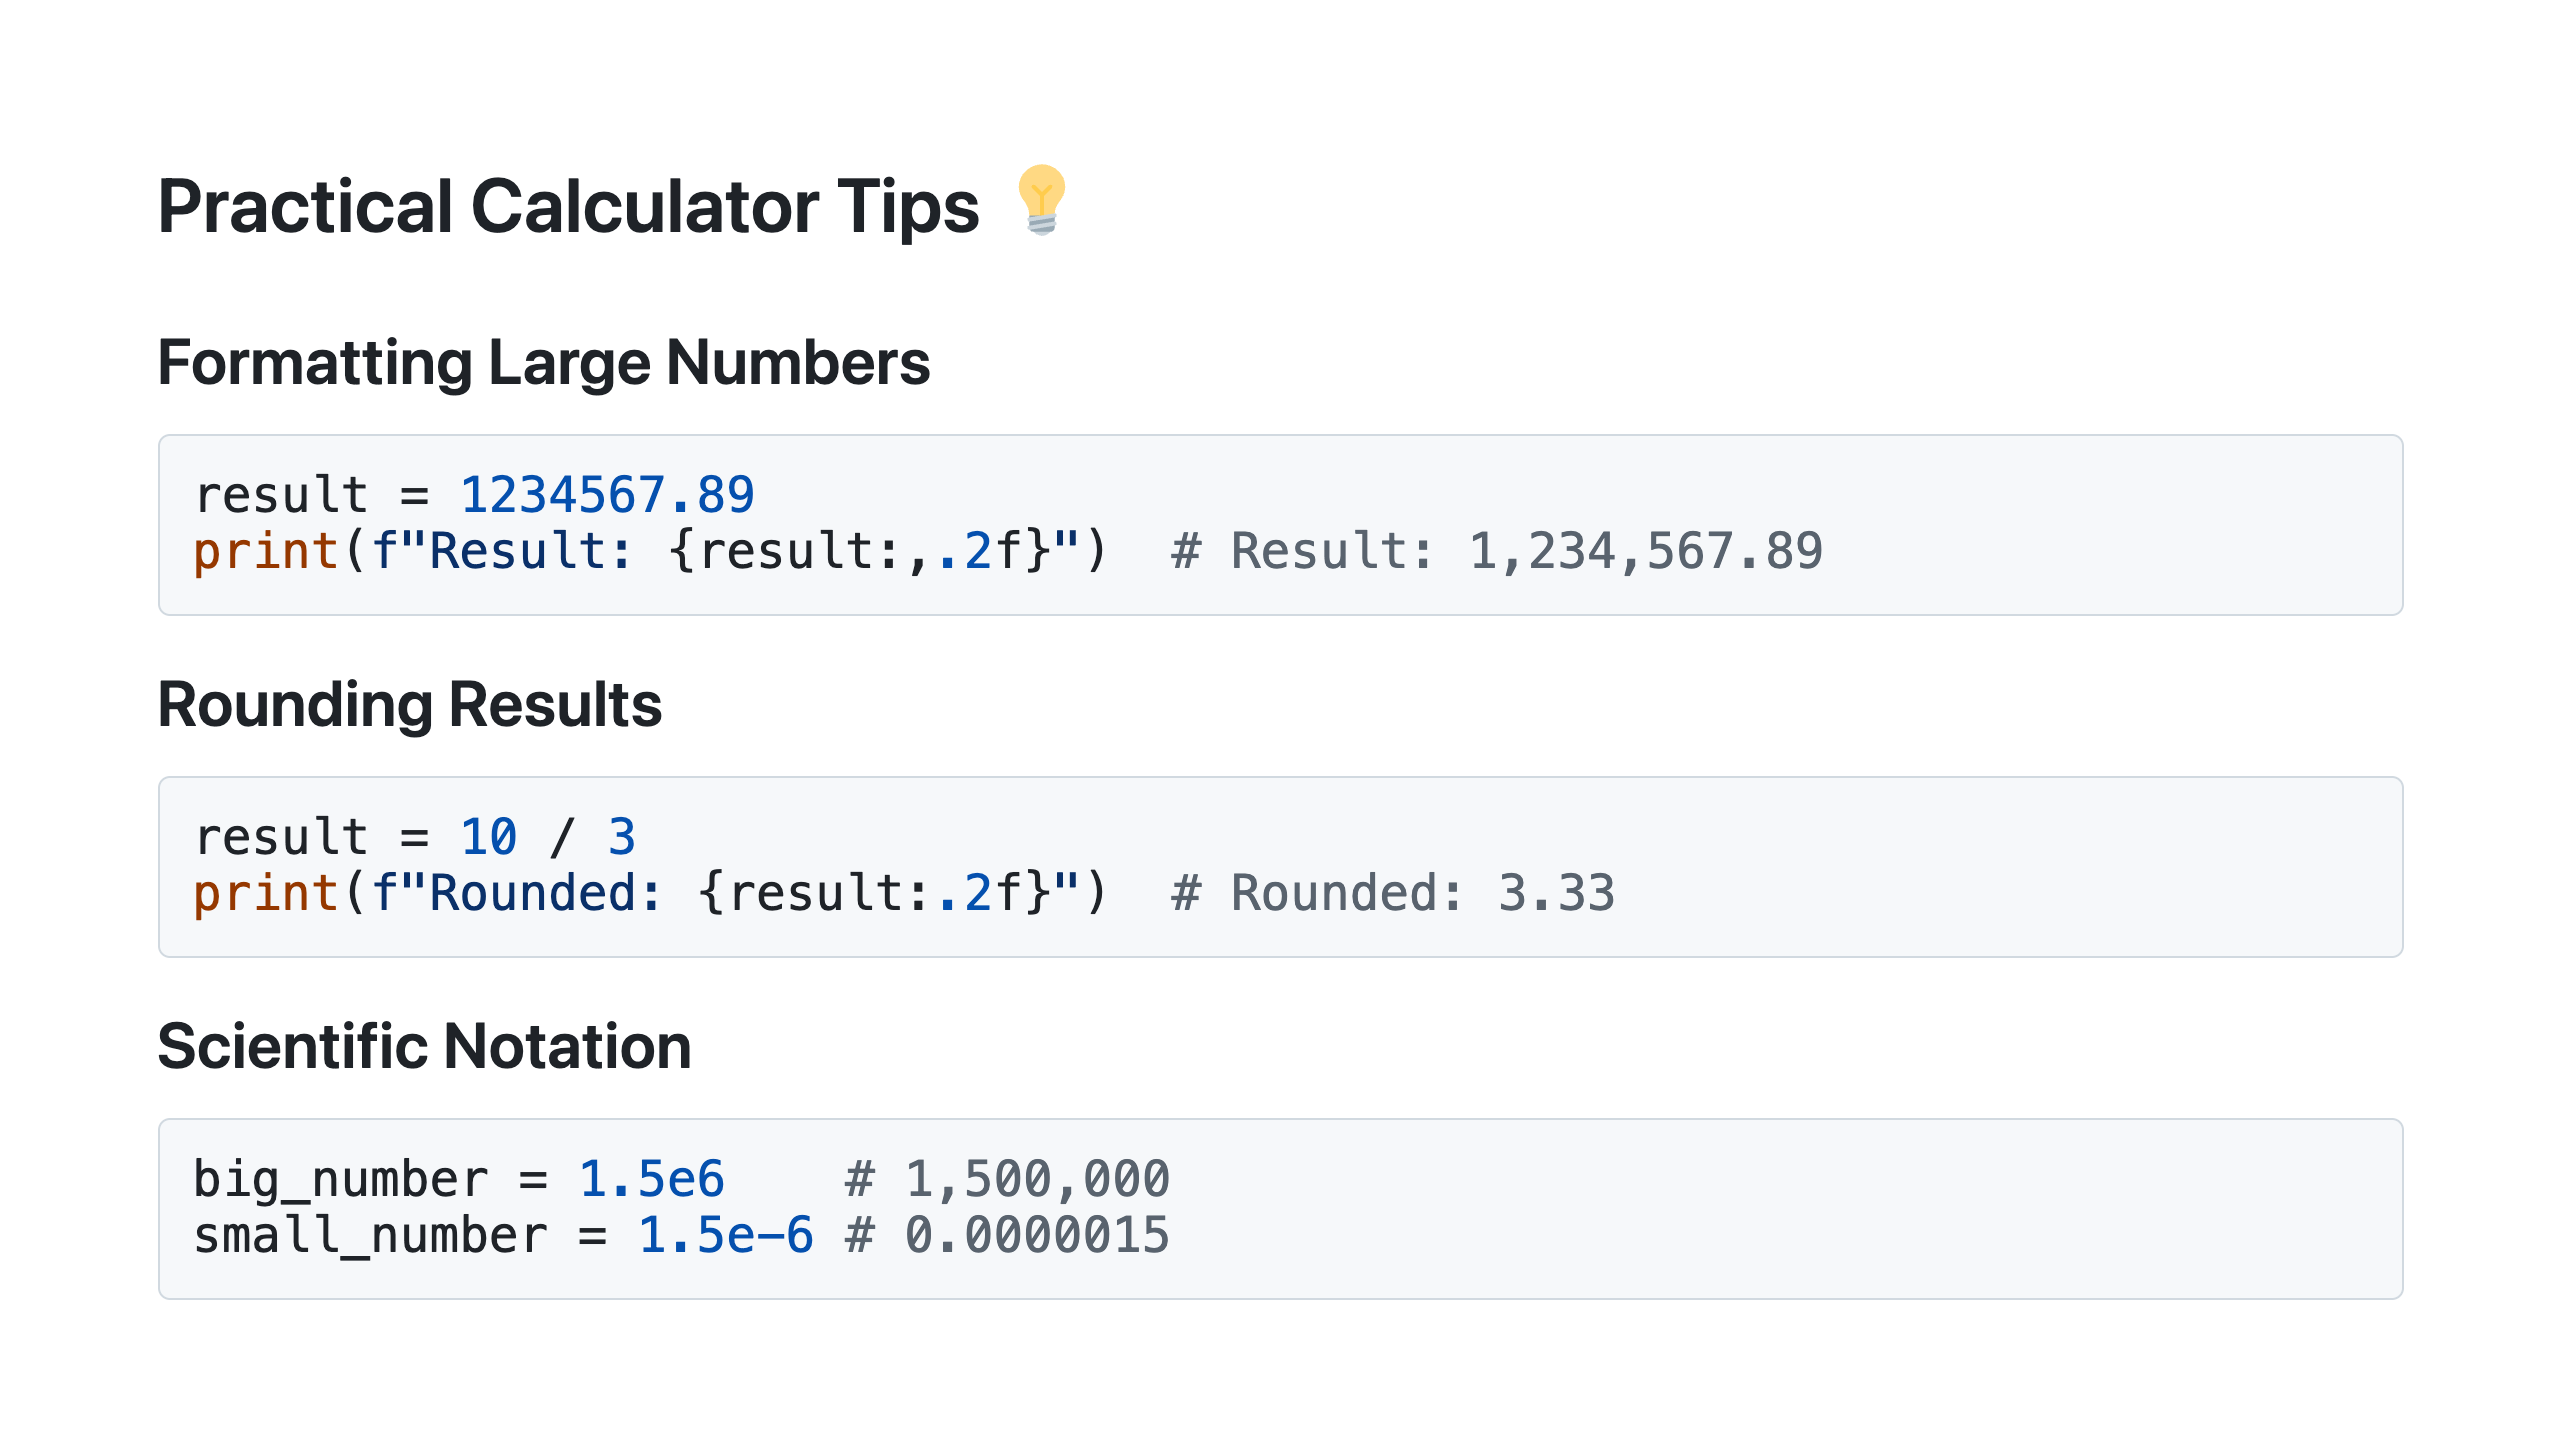 Practical Calculator Tips 💡
Formatting Large Numbers
result = 1234567.89
print(f"Result: {result:,.2f}")  # Result: 1,234,567.89
Rounding Results
result = 10 / 3
print(f"Rounded: {result:.2f}")  # Rounded: 3.33
Scientific Notation
big_number = 1.5e6    # 1,500,000
small_number = 1.5e-6 # 0.0000015